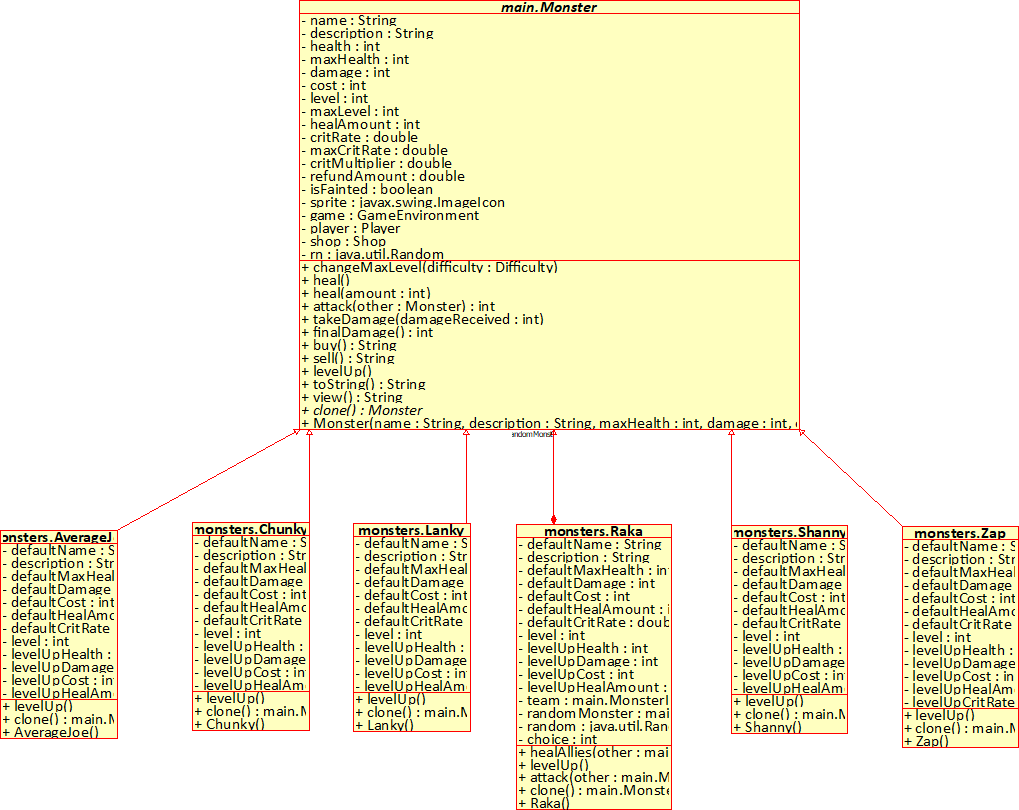 main.Monster
- name : String
- description : String
- health : int
- maxHealth : int
- damage : int
- cost : int
- level : int
- maxLevel : int
- healAmount : int
- critRate : double
- maxCritRate : double
- critMultiplier : double
- refundAmount : double
- isFainted : boolean
- sprite : javax.swing.ImageIcon
- game : GameEnvironment
- player : Player
- shop : Shop
- rn : java.util.Random
+ changeMaxLevel(difficulty : Difficulty)
+ heal()
+ heal(amount : int)
+ attack(other : Monster) : int
+ takeDamage(damageReceived : int)
+ finalDamage() : int
+ buy() : String
+ sell() : String
+ levelUp()
+ toString() : String
+ view() : String
+ clone() : Monster
+ Monster(name : String, description : String, maxHealth : int, damage : int,
andomMonst
onsters.AverageJ
- defaultName : S
- description : Str
- defaultMaxHeal
- defaultDamage
- defaultCost : int
- defaultHealAmo
- defaultCritRate
- level : int
- levelUpHealth :
- levelUpDamage
- levelUpCost : int
- levelUpHealAm
+ levelUp()
+ clone() : main.M
+ AverageJoe()
monsters.Chunky
- defaultName : S
- description : Str
- defaultMaxHeal
- defaultDamage
- defaultCost : int
- defaultHealAmo
- defaultCritRate
- level : int
- levelUpHealth :
- levelUpDamage
- levelUpCost : int
- levelUpHealAm
+ levelUp()
+ clone() : main.M
+ Chunky()
monsters.Lanky
- defaultName : S
- description : Str
- defaultMaxHeal
- defaultDamage
- defaultCost : int
- defaultHealAmo
- defaultCritRate
- level : int
- levelUpHealth :
- levelUpDamage
- levelUpCost : int
- levelUpHealAm
+ levelUp()
+ clone() : main.M
+ Lanky()
monsters.Raka
- defaultName : String
- description : String
- defaultMaxHealth : int
- defaultDamage : int
- defaultCost : int
- defaultHealAmount : i
- defaultCritRate : doub
- level : int
- levelUpHealth : int
- levelUpDamage : int
- levelUpCost : int
- levelUpHealAmount :
- team : main.MonsterI
- randomMonster : mai
- random : java.util.Ran
- choice : int
+ healAllies(other : mai
+ levelUp()
+ attack(other : main.M
+ clone() : main.Monste
+ Raka()
monsters.Shanny
- defaultName : S
- description : Str
- defaultMaxHeal
- defaultDamage
- defaultCost : int
- defaultHealAmo
- defaultCritRate
- level : int
- levelUpHealth :
- levelUpDamage
- levelUpCost : int
- levelUpHealAm
+ levelUp()
+ clone() : main.M
+ Shanny()
monsters.Zap
- defaultName : S
- description : Str
- defaultMaxHeal
- defaultDamage
- defaultCost : int
- defaultHealAmo
- defaultCritRate
- level : int
- levelUpHealth :
- levelUpDamage
- levelUpCost : int
- levelUpHealAm
- levelUpCritRate
+ levelUp()
+ clone() : main.M
+ Zap()